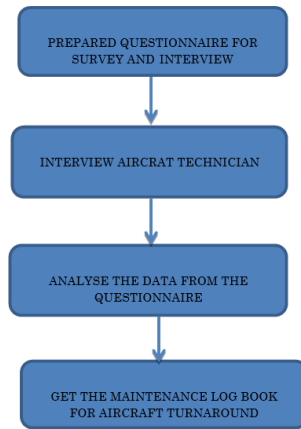 PREPARED QUESTIONNAIRE FOR
SURVEY AND INTERVIEW
INTERVIEW AIRCRAT TECHNICIAN
ANALYSE THE DATA FROM THE
QUESTIONNAIRE
GET THE MAINTENANCE LOG BOOK
FOR AIRCRAFT TURNAROUND